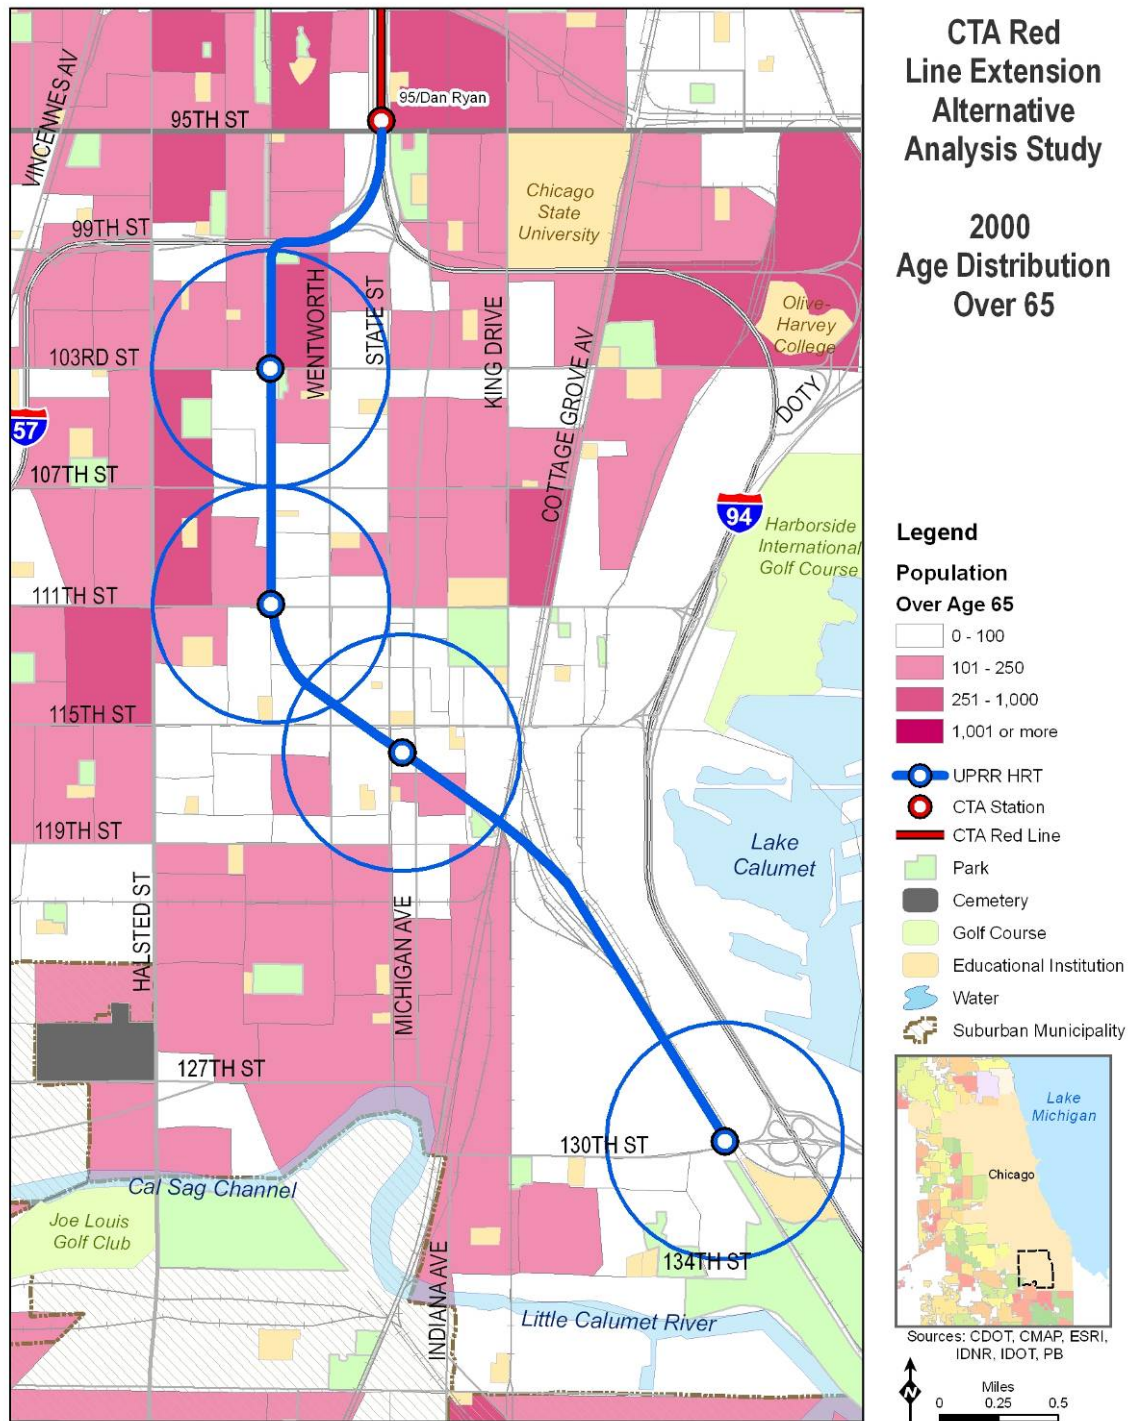 CTA Red
Line Extension
Alternative
Analysis Study
2000
Age Distribution
Over 65
VINCENNES AV
95TH ST
95/Dan Ryan
Chicago
State
University
99TH ST
WENTWORTH
STATE ST
KING DRIVE
COTTAGE GROVE AV
Olive-
Harvey
College
103RD ST
DOTY
57
107TH ST
94
Harborside
International
Golf Course
111TH ST
115TH ST
119TH ST
Lake
Calumet
HALSTED ST
MICHIGAN AVE
127TH ST
130TH ST
Cal Sag Channel
Joe Louis
Golf Club
INDIANA AVE
134TH ST
Little Calumet River
Legend
Population
Over Age 65
0 - 100
101 - 250
251 - 1,000
1,001 or more
UPRR HRT
CTA Station
CTA Red Line
Park
Cemetery
Golf Course
Educational Institution
Water
Suburban Municipality
Lake
Michigan
Chicago
Sources: CDOT, CMAP, ESRI,
IDNR, IDOT, PB
N
Miles
0 0.25 0.5